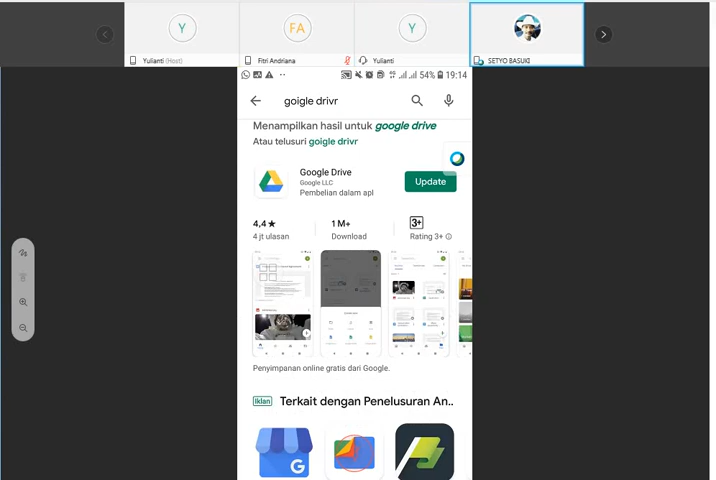 Y
FA
Y
Yulianti (Host)
Fitri Andriana
Yulianti
SETYO BASUKI
54% 19:14
goigle drivr
Menampilkan hasil untuk google drive
Atau telusuri goigle drivr
Google Drive
Google LLC
Pembelian dalam apl
Update
4,4★
4 jt ulasan
1 M+
Download
3+
Rating 3+
Penyimpanan online gratis dari Google.
Iklan
Terkait dengan Penelusuran An..
G